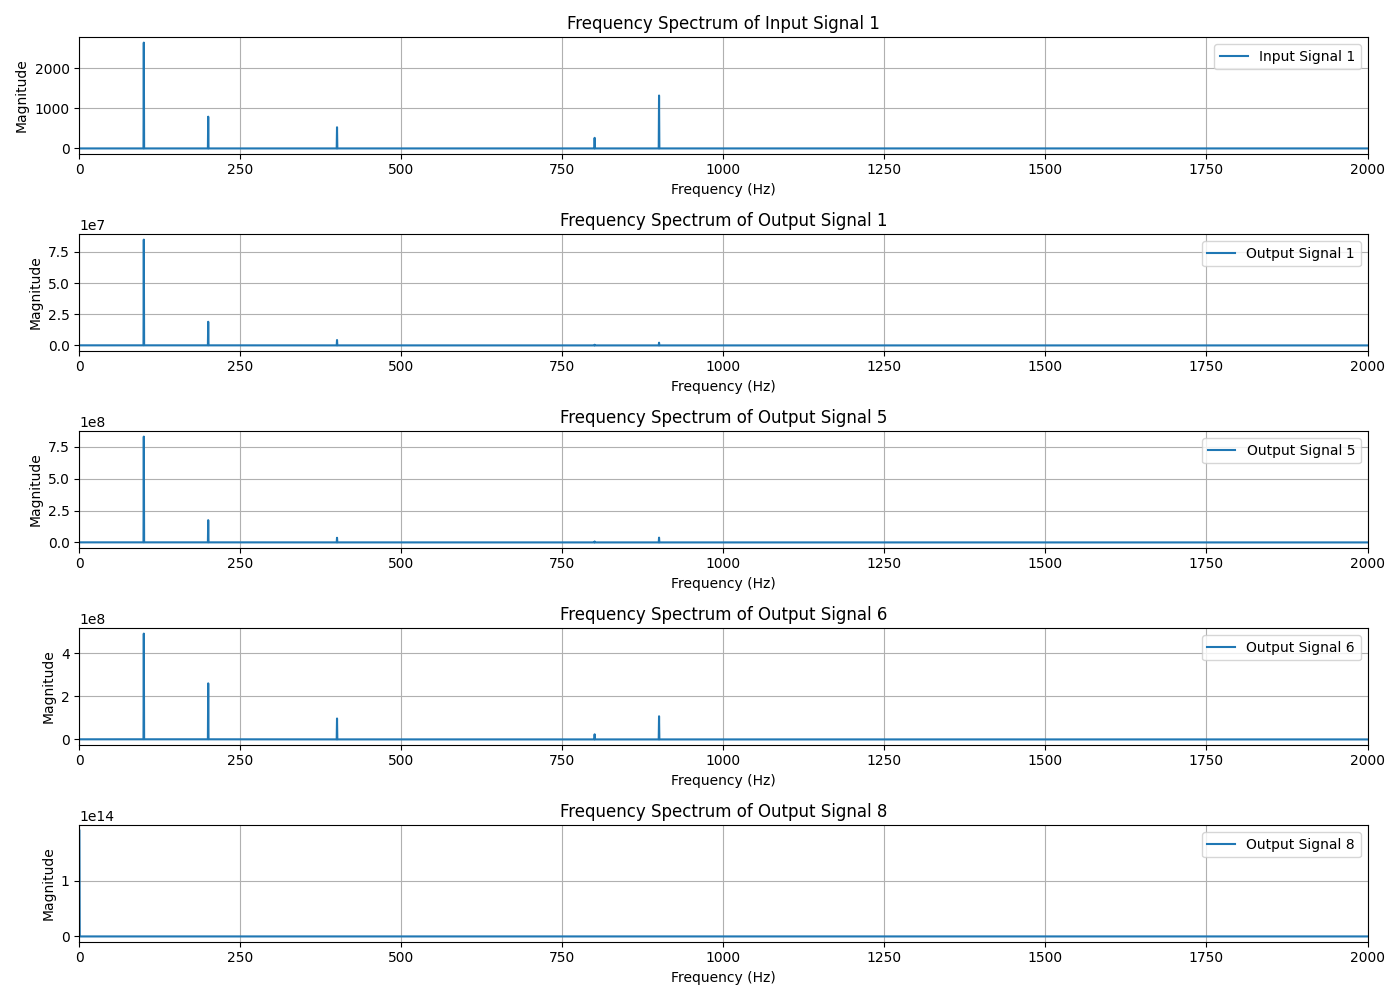 Frequency Spectrum of Input Signal 1
Magnitude
2000
1000
0
Input Signal 1
0 250 500 750 1000 1250 1500 1750 2000
Frequency (Hz)
Frequency Spectrum of Output Signal 1
1e7
Magnitude
7.5
5.0
2.5
0.0
Output Signal 1
0 250 500 750 1000 1250 1500 1750 2000
Frequency (Hz)
Frequency Spectrum of Output Signal 5
1e8
Magnitude
7.5
5.0
2.5
0.0
Output Signal 5
0 250 500 750 1000 1250 1500 1750 2000
Frequency (Hz)
Frequency Spectrum of Output Signal 6
1e8
Magnitude
4
2
0
Output Signal 6
0 250 500 750 1000 1250 1500 1750 2000
Frequency (Hz)
Frequency Spectrum of Output Signal 8
1e14
Magnitude
1
0
Output Signal 8
0 250 500 750 1000 1250 1500 1750 2000
Frequency (Hz)